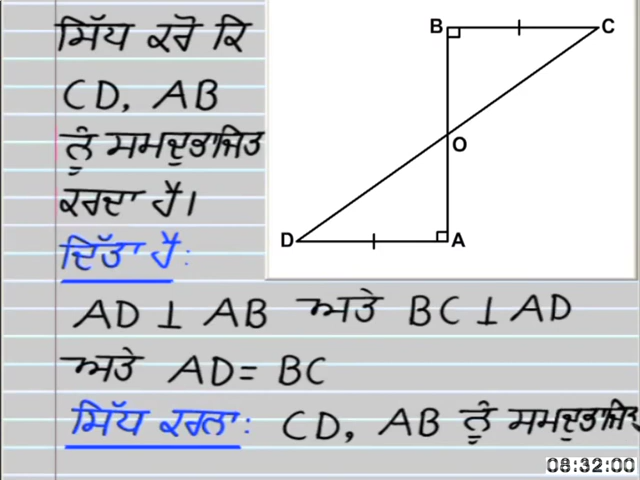 ਸਿੱਧ ਕਰੋ ਕਿ
CD, AB
ਨੂੰ ਸਮਦੁਭਾਜਿਤ
ਕਰਦਾ ਹੈ।
B
C
O
D
A
ਦਿੱਤਾ ਹੈ:
AD ⊥ AB ਅਤੇ BC ⊥ AD
ਅਤੇ AD = BC
ਸਿੱਧ ਕਰਨਾ: CD, AB ਨੂੰ ਸਮਦੁਭਾਜਿਤ
08:32:00